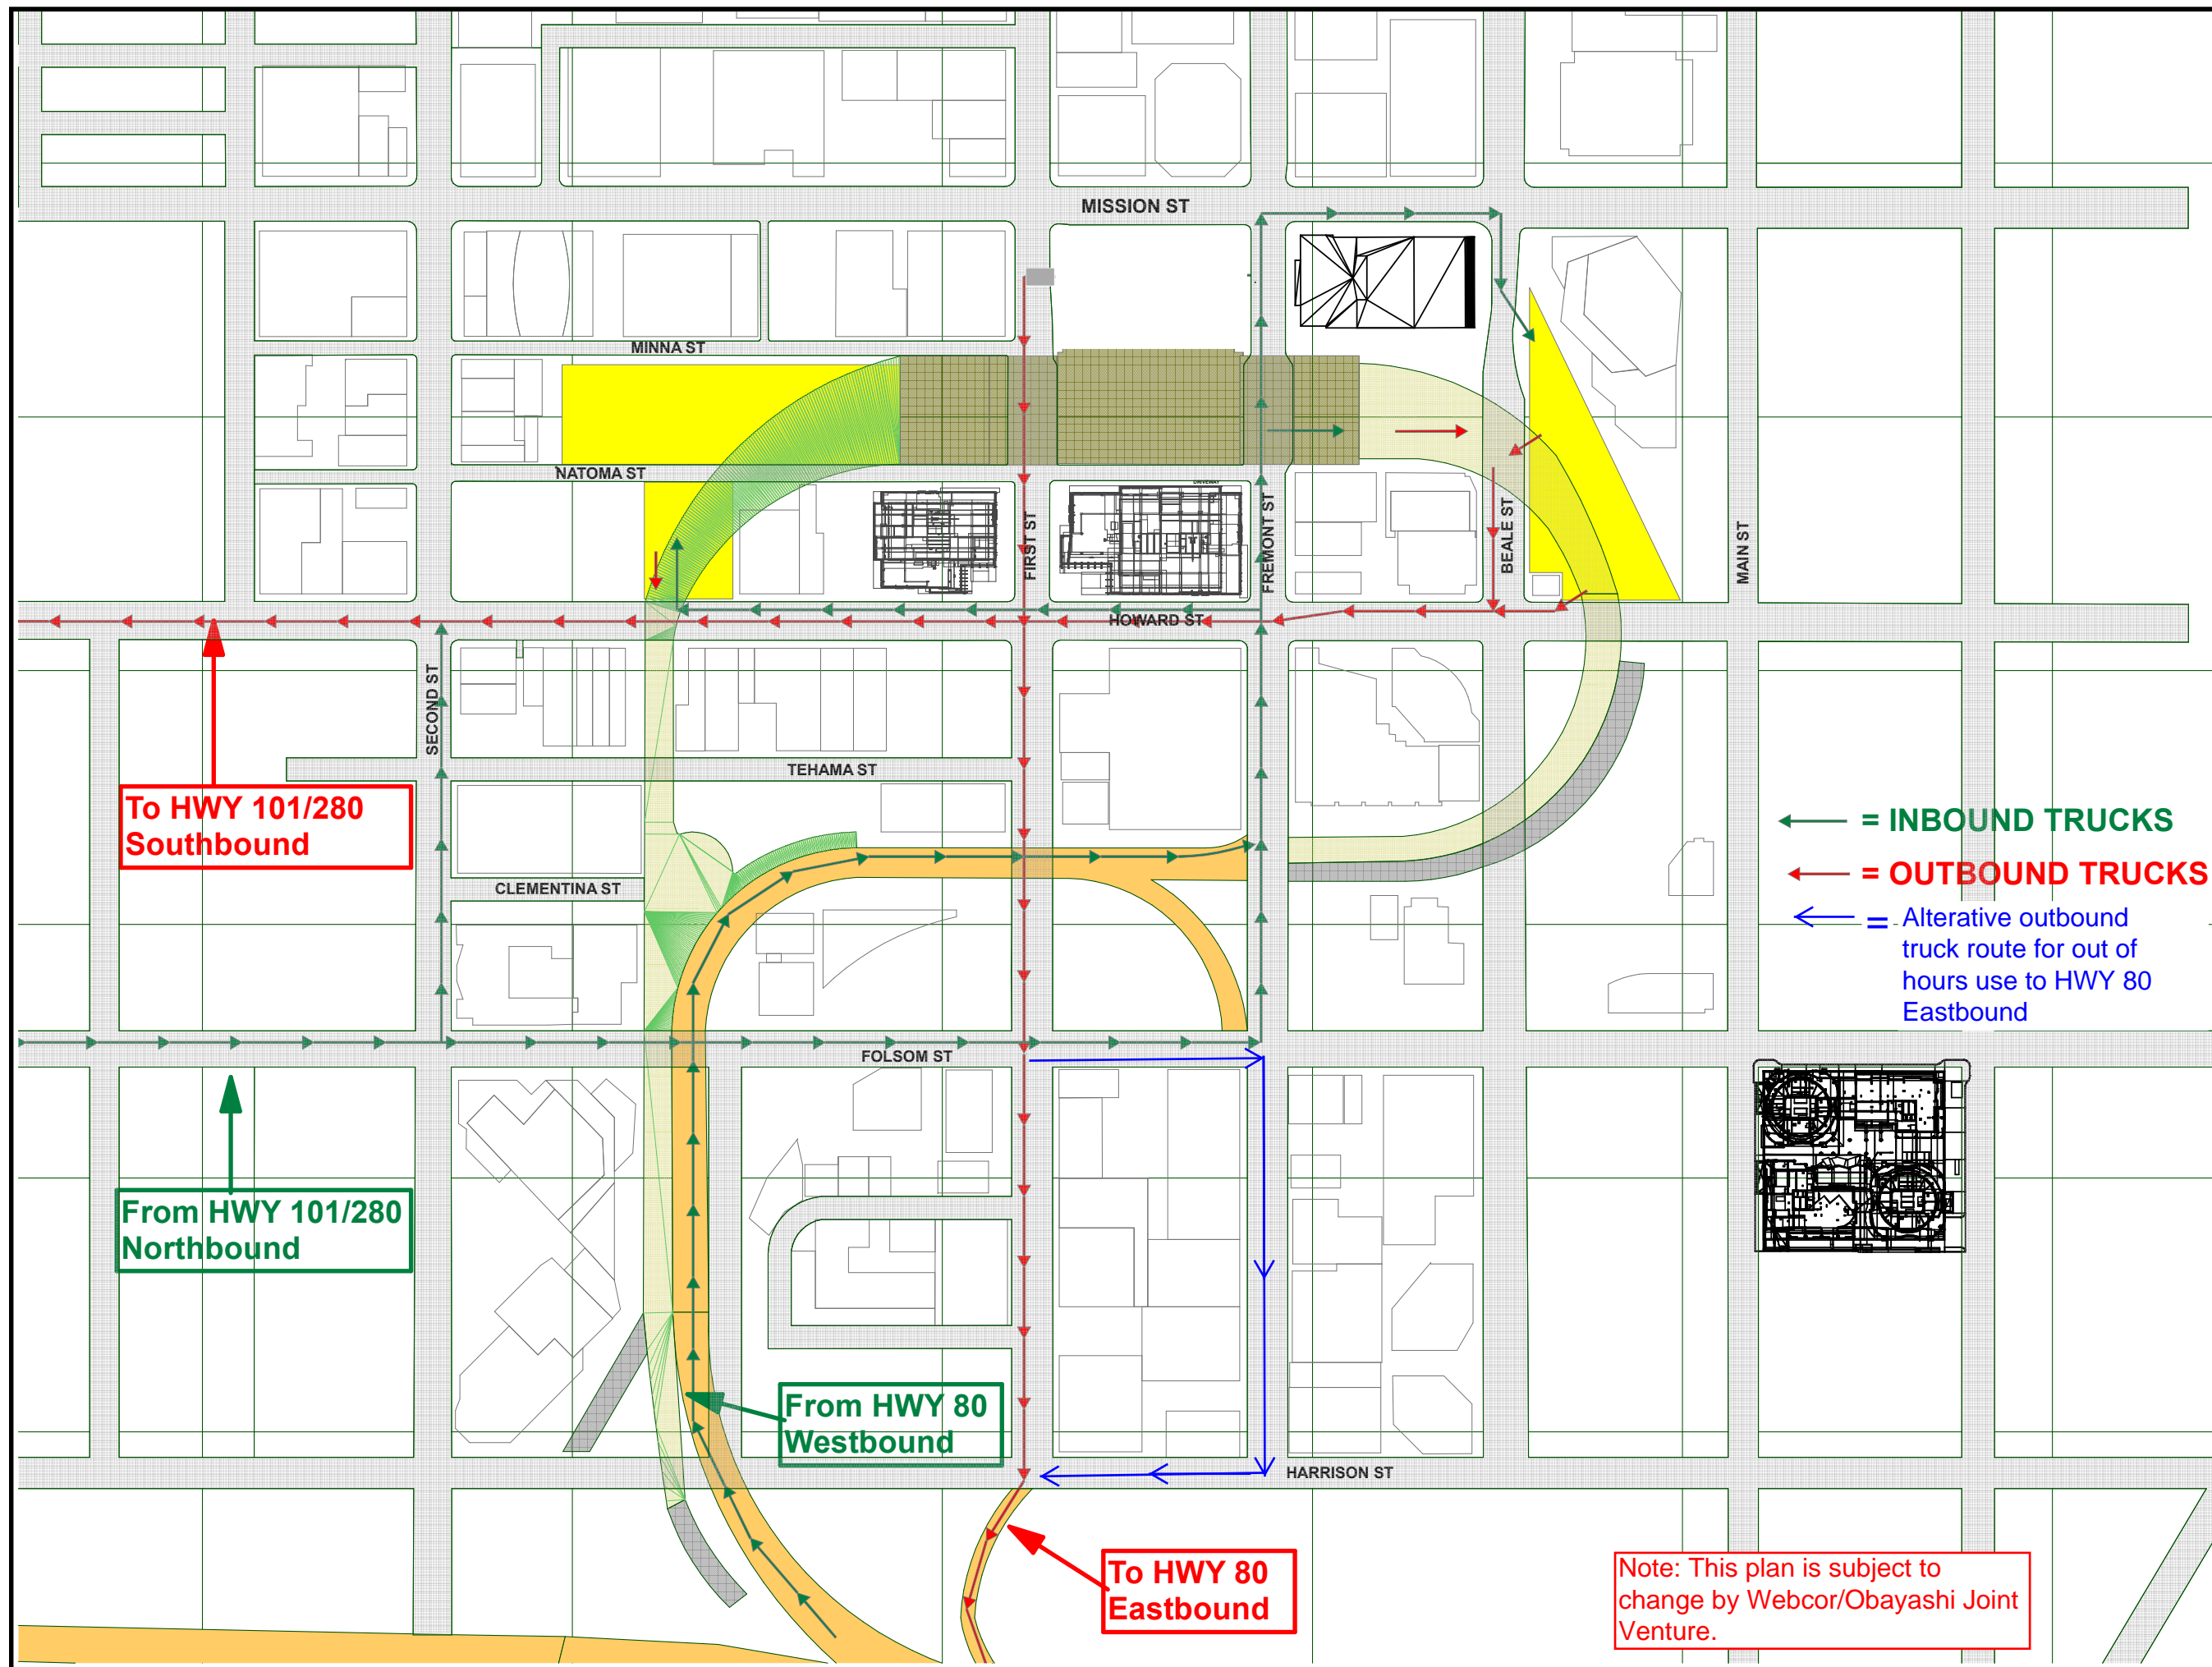 MISSION ST
MINNA ST
NATOMA ST
DRIVEWAY
FIRST ST
FREMONT ST
BEALE ST
MAIN ST
HOWARD ST
SECOND ST
TEHAMA ST
To HWY 101/280
Southbound
= INBOUND TRUCKS
= OUTBOUND TRUCKS
= Alterative outbound
truck route for out of
hours use to HWY 80
Eastbound
CLEMENTINA ST
FOLSOM ST
From HWY 101/280
Northbound
From HWY 80
Westbound
HARRISON ST
To HWY 80
Eastbound
Note: This plan is subject to
change by Webcor/Obayashi Joint
Venture.